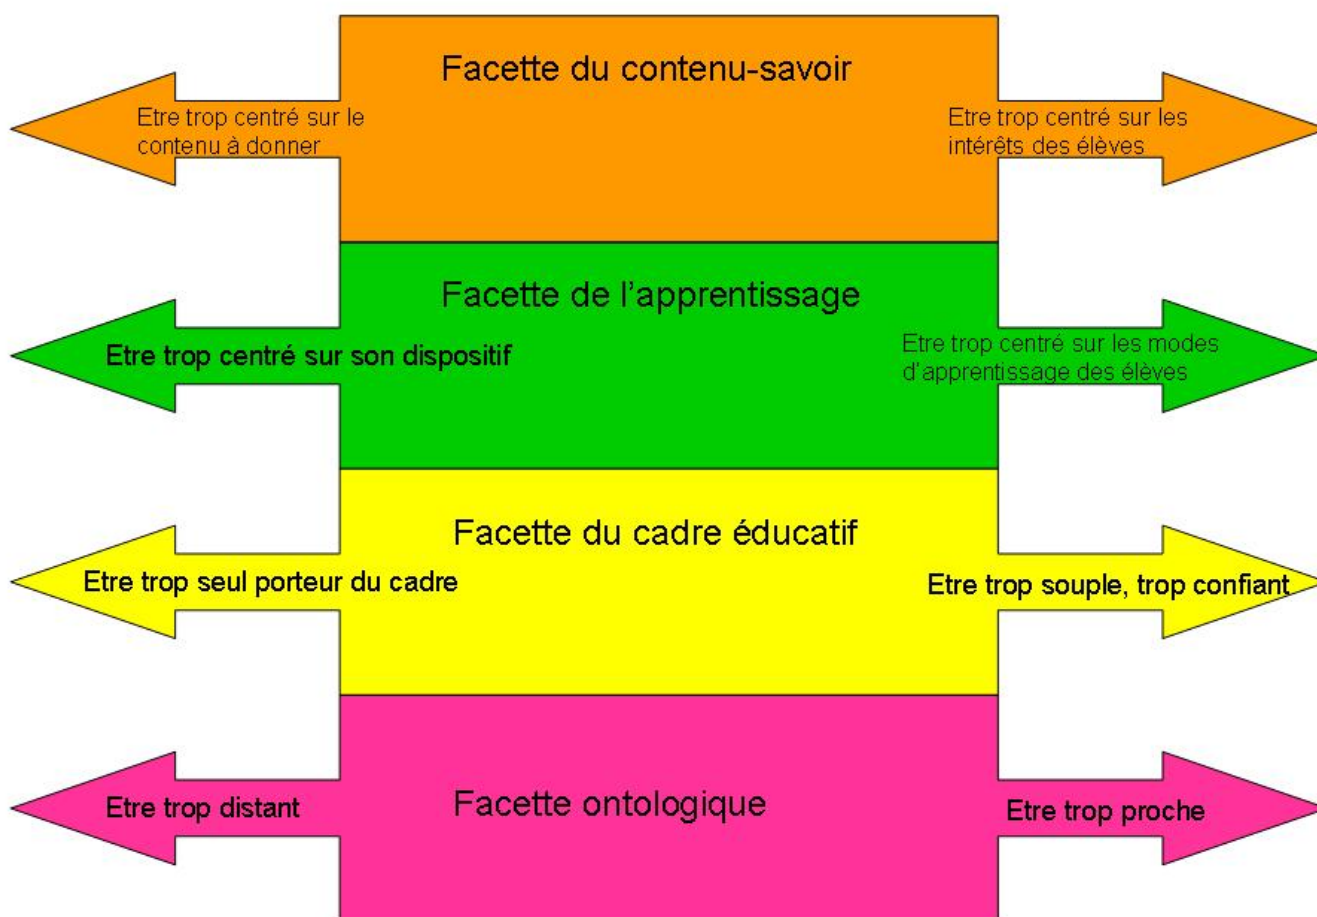 Facette du contenu-savoir
Etre trop centré sur le
contenu à donner
Etre trop centré sur les
intérêts des élèves
Facette de l'apprentissage
Etre trop centré sur son dispositif
Etre trop centré sur les modes
d'apprentissage des élèves
Facette du cadre éducatif
Etre trop seul porteur du cadre
Etre trop souple, trop confiant
Facette ontologique
Etre trop distant
Etre trop proche